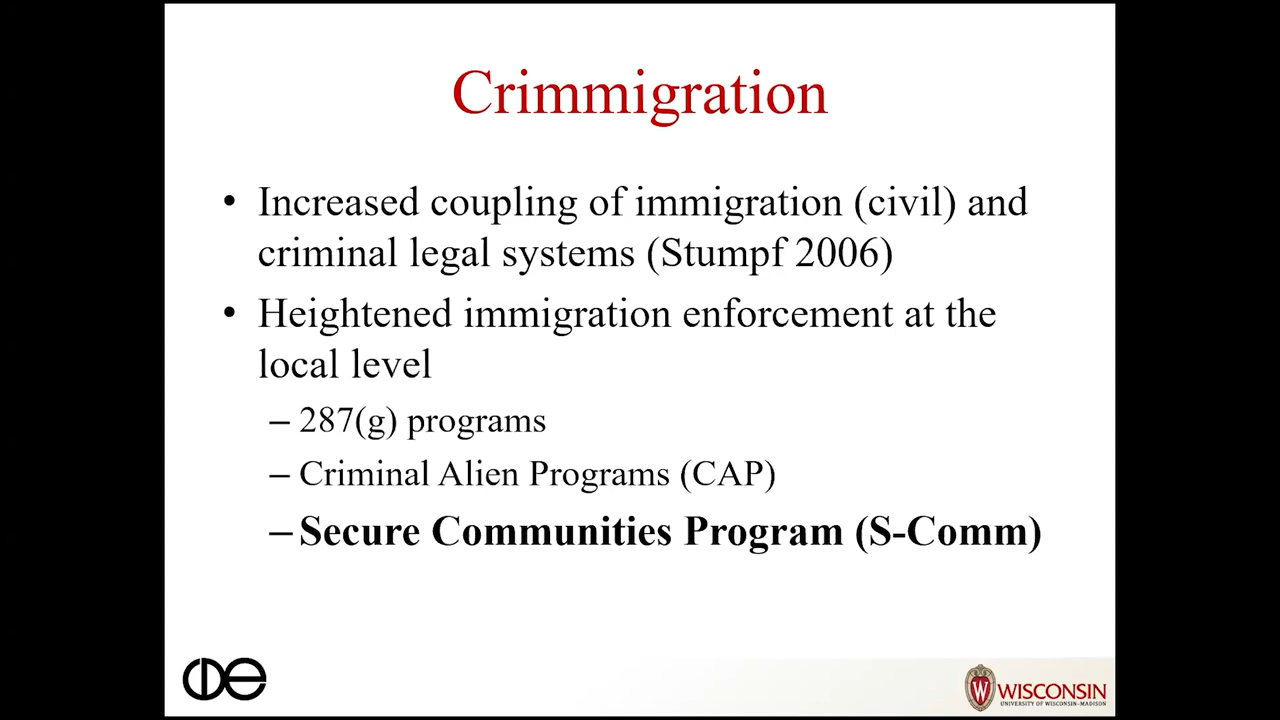 Crimmigration
• Increased coupling of immigration (civil) and
criminal legal systems (Stumpf 2006)
• Heightened immigration enforcement at the
local level
– 287(g) programs
– Criminal Alien Programs (CAP)
– Secure Communities Program (S-Comm)
cde
W WISCONSIN
UNIVERSITY OF WISCONSIN–MADISON